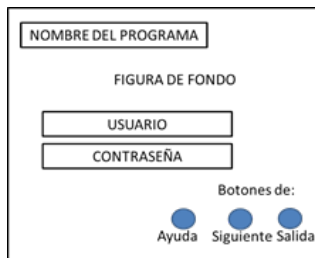 NOMBRE DEL PROGRAMA
FIGURA DE FONDO
USUARIO
CONTRASEÑA
Botones de:
Ayuda Siguiente Salida